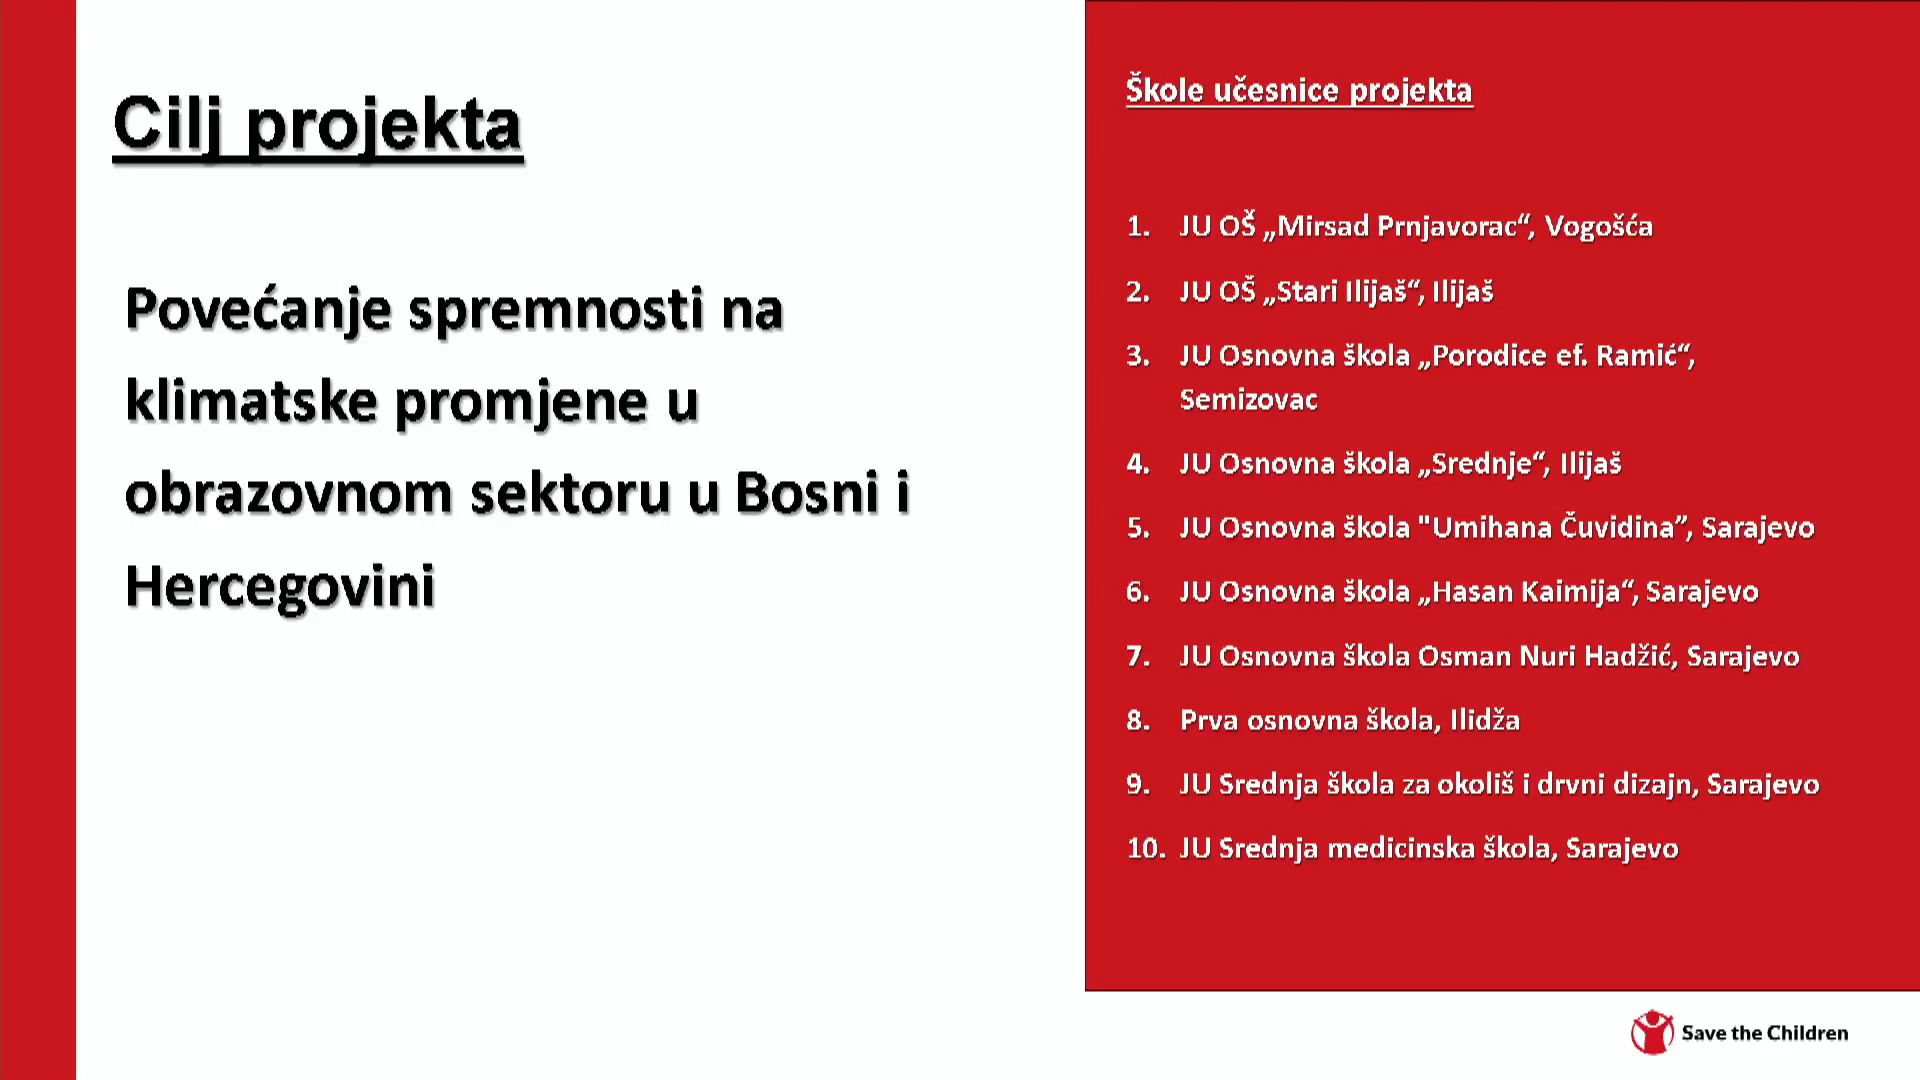 Cilj projekta
Povećanje spremnosti na
klimatske promjene u
obrazovnom sektoru u Bosni i
Hercegovini
Škole učesnice projekta
1. JU OŠ „Mirsad Prnjavorac“, Vogošća
2. JU OŠ „Stari Ilijaš“, Ilijaš
3. JU Osnovna škola „Porodice ef. Ramić“,
Semizovac
4. JU Osnovna škola „Srednje“, Ilijaš
5. JU Osnovna škola "Umihana Čuvidina”, Sarajevo
6. JU Osnovna škola „Hasan Kaimija“, Sarajevo
7. JU Osnovna škola Osman Nuri Hadžić, Sarajevo
8. Prva osnovna škola, Ilidža
9. JU Srednja škola za okoliš i drvni dizajn, Sarajevo
10. JU Srednja medicinska škola, Sarajevo
Save the Children